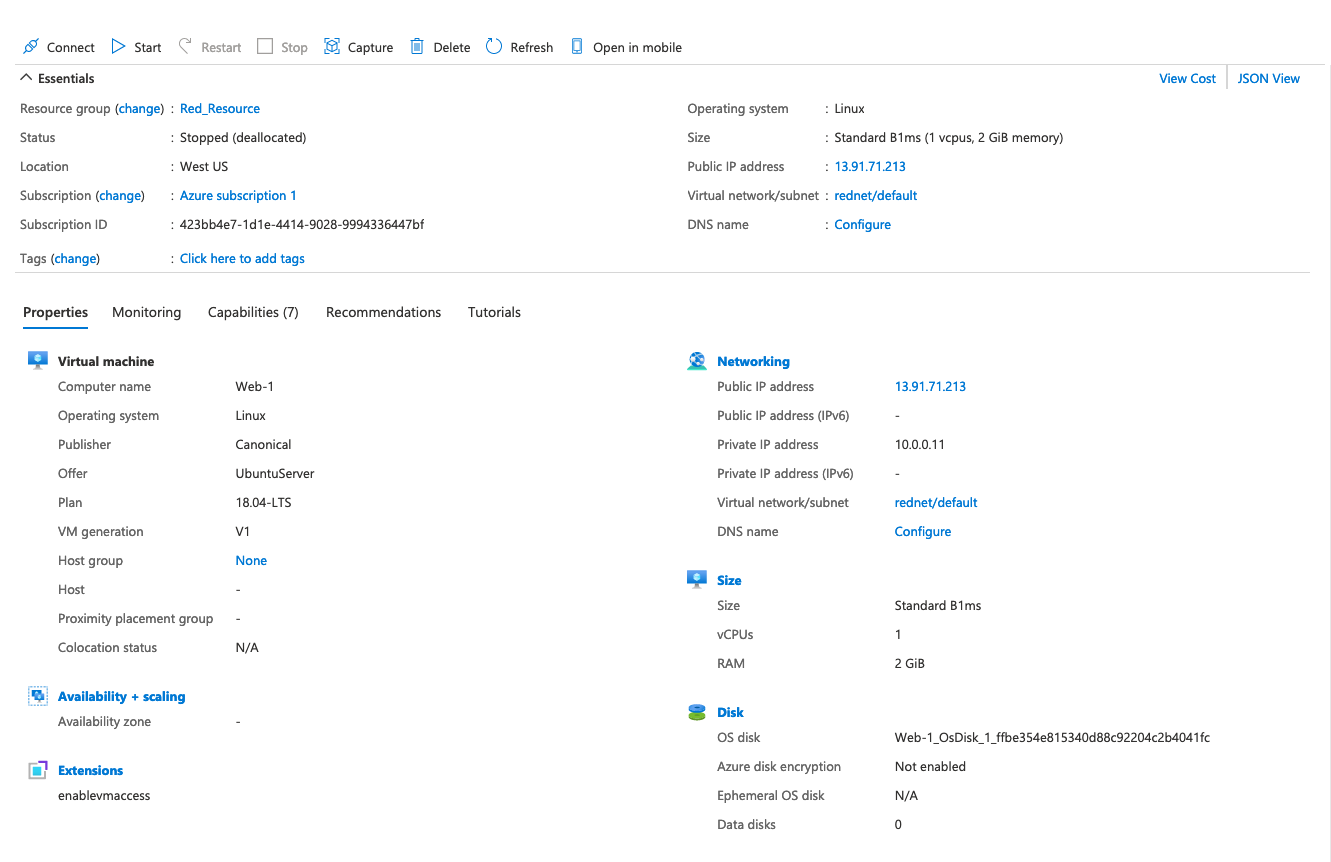 Connect Start Restart Stop Capture Delete Refresh Open in mobile
Essentials
View Cost JSON View
Resource group (change) : Red_Resource
Status : Stopped (deallocated)
Location : West US
Subscription (change) : Azure subscription 1
Subscription ID : 423bb4e7-1d1e-4414-9028-9994336447bf
Tags (change) : Click here to add tags
Operating system : Linux
Size : Standard B1ms (1 vcpus, 2 GiB memory)
Public IP address : 13.91.71.213
Virtual network/subnet : rednet/default
DNS name : Configure
Properties Monitoring Capabilities (7) Recommendations Tutorials
Virtual machine
Computer name Web-1
Operating system Linux
Publisher Canonical
Offer UbuntuServer
Plan 18.04-LTS
VM generation V1
Host group None
Host -
Proximity placement group -
Colocation status N/A
Availability + scaling
Availability zone -
Extensions
enablevmaccess
Networking
Public IP address 13.91.71.213
Public IP address (IPv6) -
Private IP address 10.0.0.11
Private IP address (IPv6) -
Virtual network/subnet rednet/default
DNS name Configure
Size
Size Standard B1ms
vCPUs 1
RAM 2 GiB
Disk
OS disk Web-1_OsDisk_1_ffbe354e815340d88c92204c2b4041fc
Azure disk encryption Not enabled
Ephemeral OS disk N/A
Data disks 0